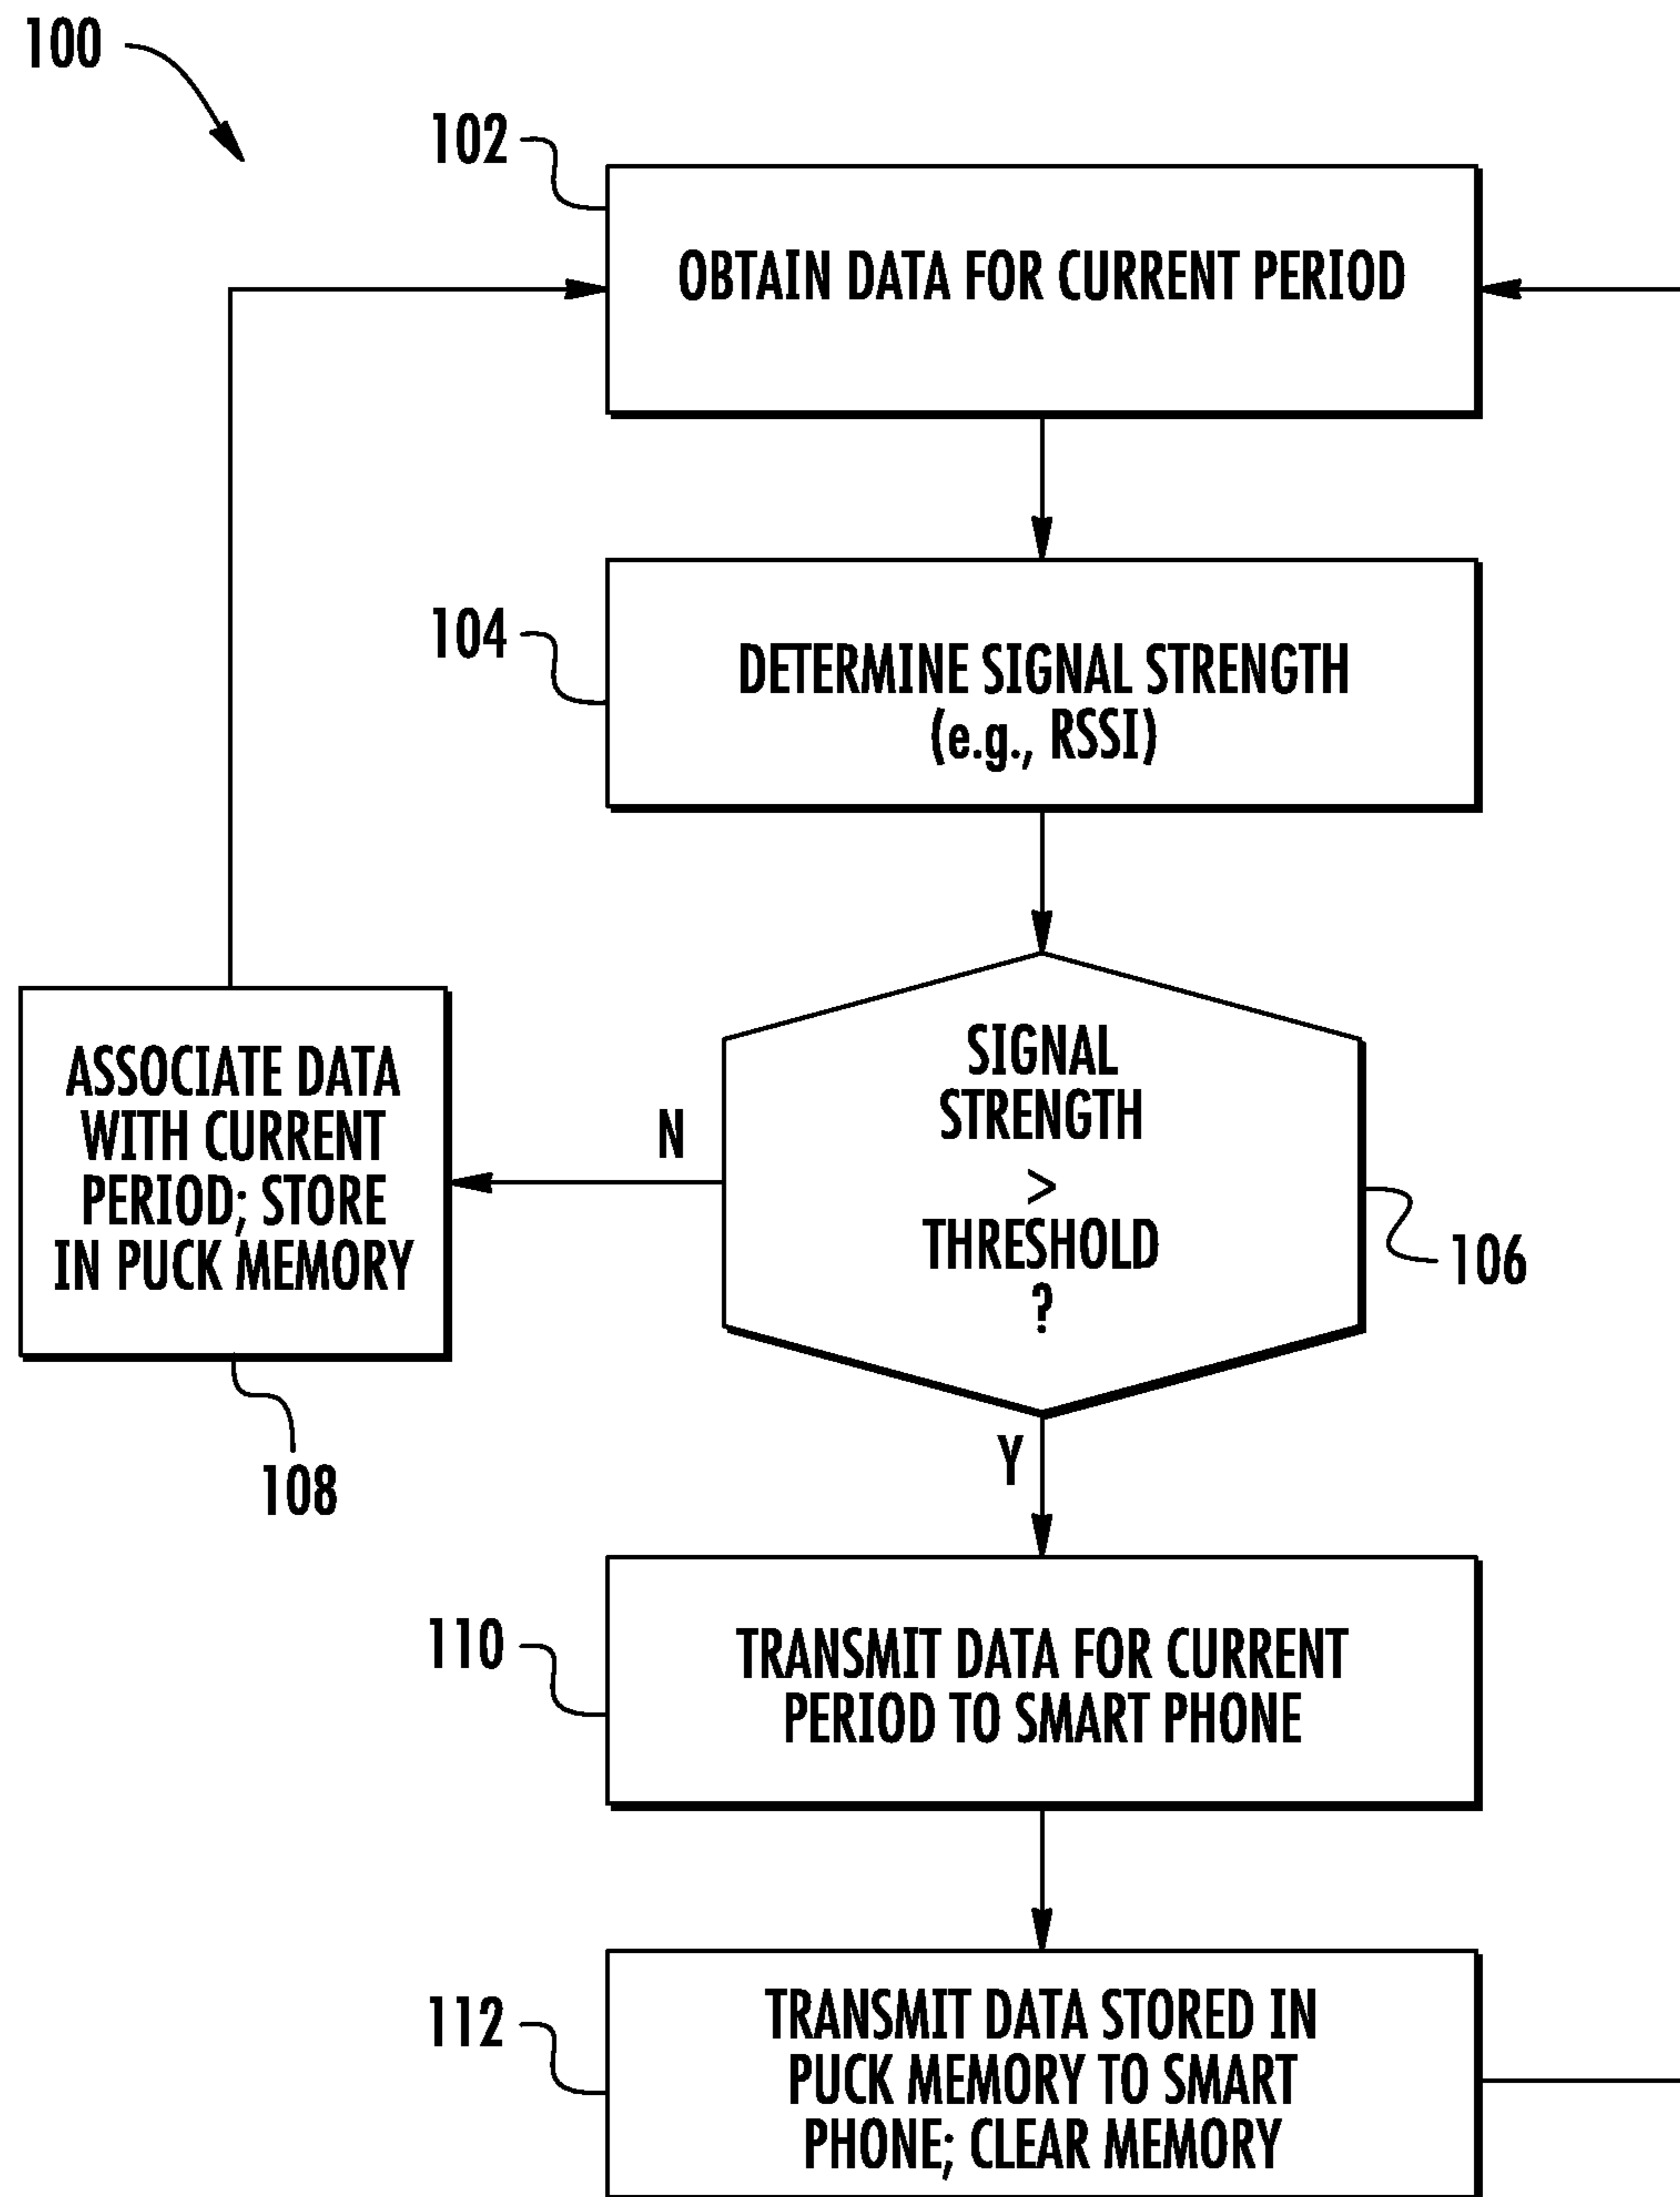 100
102
OBTAIN DATA FOR CURRENT PERIOD
104
DETERMINE SIGNAL STRENGTH
(e.g., RSSI)
SIGNAL
STRENGTH
>
THRESHOLD
?
106
N
ASSOCIATE DATA
WITH CURRENT
PERIOD; STORE
IN PUCK MEMORY
108
Y
110
TRANSMIT DATA FOR CURRENT
PERIOD TO SMART PHONE
112
TRANSMIT DATA STORED IN
PUCK MEMORY TO SMART
PHONE; CLEAR MEMORY